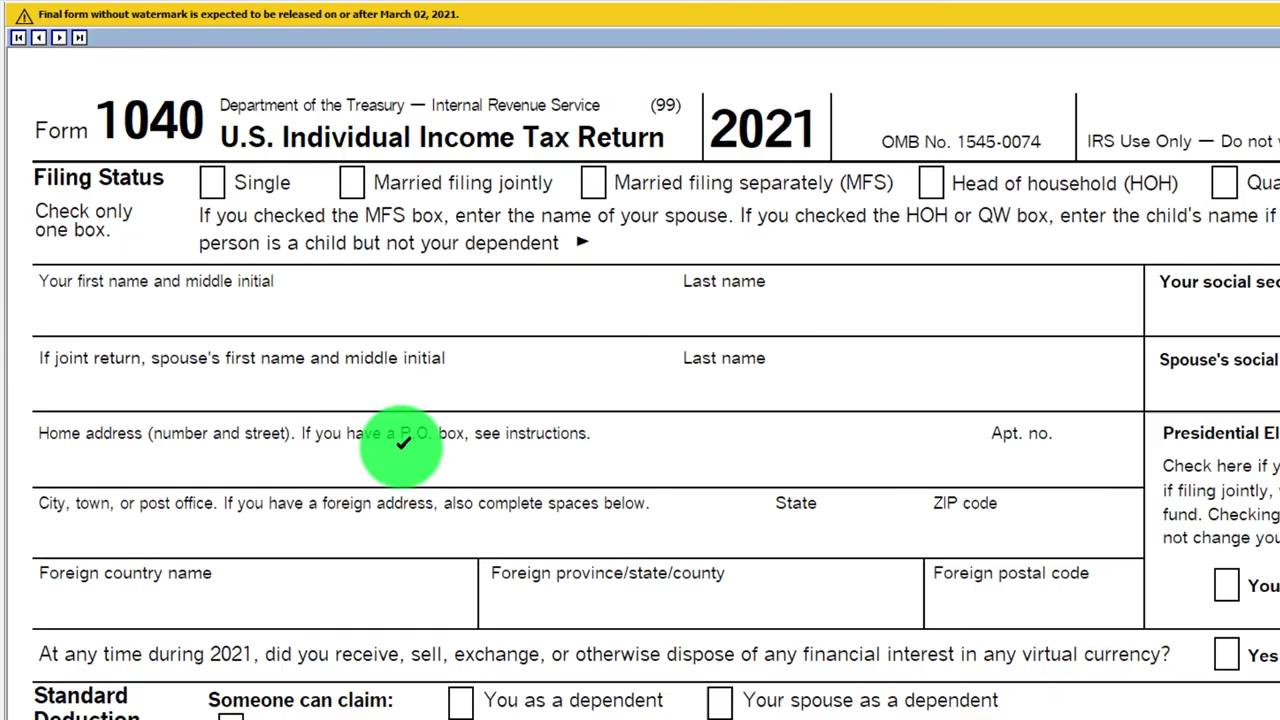 Final form without watermark is expected to be released on or after March 02, 2021.
Form 1040 Department of the Treasury — Internal Revenue Service (99)
U.S. Individual Income Tax Return 2021 OMB No. 1545-0074 IRS Use Only — Do not
Filing Status Single Married filing jointly Married filing separately (MFS) Head of household (HOH) Qua
Check only one box.
If you checked the MFS box, enter the name of your spouse. If you checked the HOH or QW box, enter the child's name if
person is a child but not your dependent ►
Your first name and middle initial Last name Your social sec
If joint return, spouse's first name and middle initial Last name Spouse's social
Home address (number and street). If you have a P.O. box, see instructions. Apt. no. Presidential El
Check here if y
if filing jointly,
City, town, or post office. If you have a foreign address, also complete spaces below. State ZIP code
fund. Checking
not change you
Foreign country name Foreign province/state/county Foreign postal code
You
At any time during 2021, did you receive, sell, exchange, or otherwise dispose of any financial interest in any virtual currency? Yes
Standard Someone can claim: You as a dependent Your spouse as a dependent
Deduction